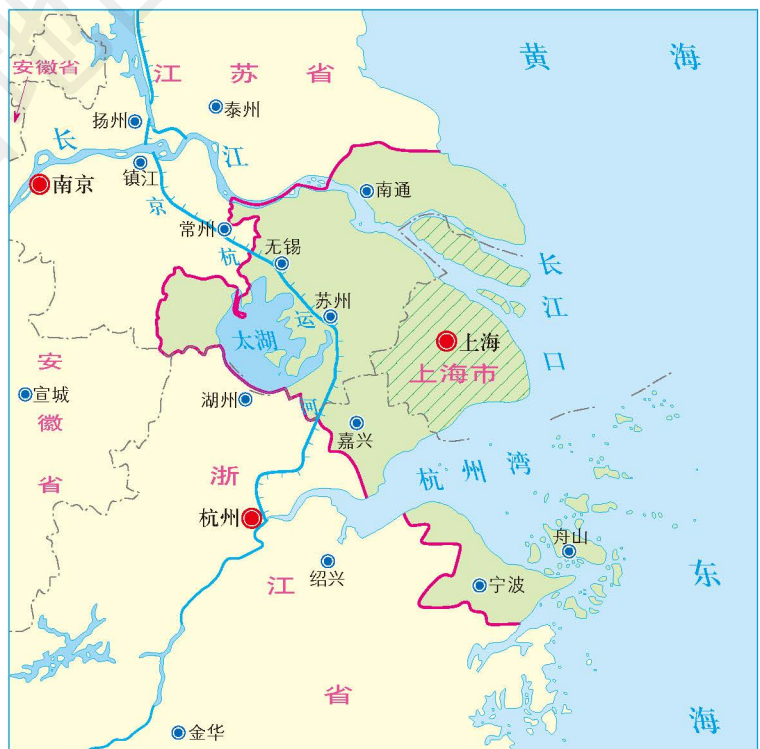 黄 海
江 苏 省
安徽省
泰州
扬州
长
江
镇江
南京
南通
京
常州
杭
无锡
长
江
口
苏州
运
太湖
上海
上海市
安
徽
省
宣城
湖州
河
嘉兴
杭州湾
浙
江
省
杭州
舟山
绍兴
宁波
东
海
金华